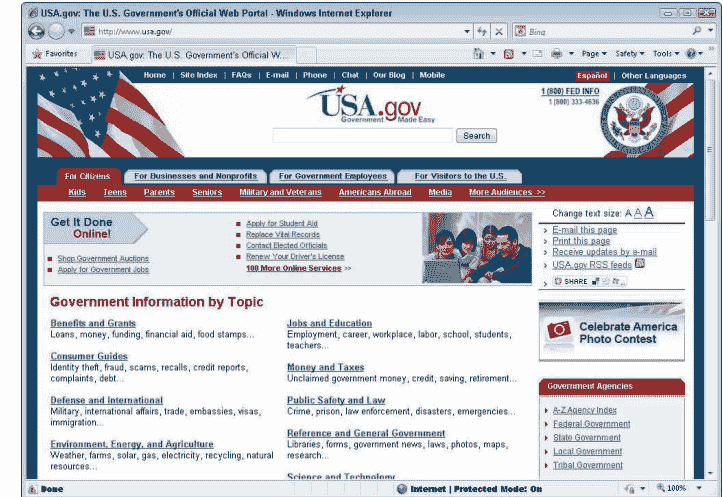 USA.gov: The U.S. Government's Official Web Portal - Windows Internet Explorer
http://www.usa.gov/
Bing
Favorites
USA.gov: The U.S. Government's Official W...
Page
Safety
Tools
Home | Site Index | FAQs | E-mail | Phone | Chat | Our Blog | Mobile
Español | Other Languages
1 (800) FED INFO
1 (800) 333-4636
USA.gov
Government Made Easy
Search
For Citizens
For Businesses and Nonprofits
For Government Employees
For Visitors to the U.S.
Kids Teens Parents Seniors Military and Veterans Americans Abroad Media More Audiences >>
Get It Done
Online!
Shop Government Auctions
Apply for Government Jobs
Apply for Student Aid
Replace Vital Records
Contact Elected Officials
Renew Your Driver's License
100 More Online Services >>
Change text size: A A A
E-mail this page
Print this page
Receive updates by e-mail
USA.gov RSS feeds
SHARE
Government Information by Topic
Benefits and Grants
Loans, money, funding, financial aid, food stamps...
Consumer Guides
Identity theft, fraud, scams, recalls, credit reports,
complaints, debt...
Defense and International
Military, international affairs, trade, embassies, visas,
immigration...
Environment, Energy, and Agriculture
Weather, farms, solar, gas, electricity, recycling, natural
resources...
Jobs and Education
Employment, career, workplace, labor, school, students,
teachers...
Money and Taxes
Unclaimed government money, credit, saving, retirement...
Public Safety and Law
Crime, prison, law enforcement, disasters, emergencies...
Reference and General Government
Libraries, forms, government news, laws, photos, maps,
research...
Science and Technology
Celebrate America
Photo Contest
Government Agencies
A-Z Agency Index
Federal Government
State Government
Local Government
Tribal Government
Done
Internet | Protected Mode: On
100%